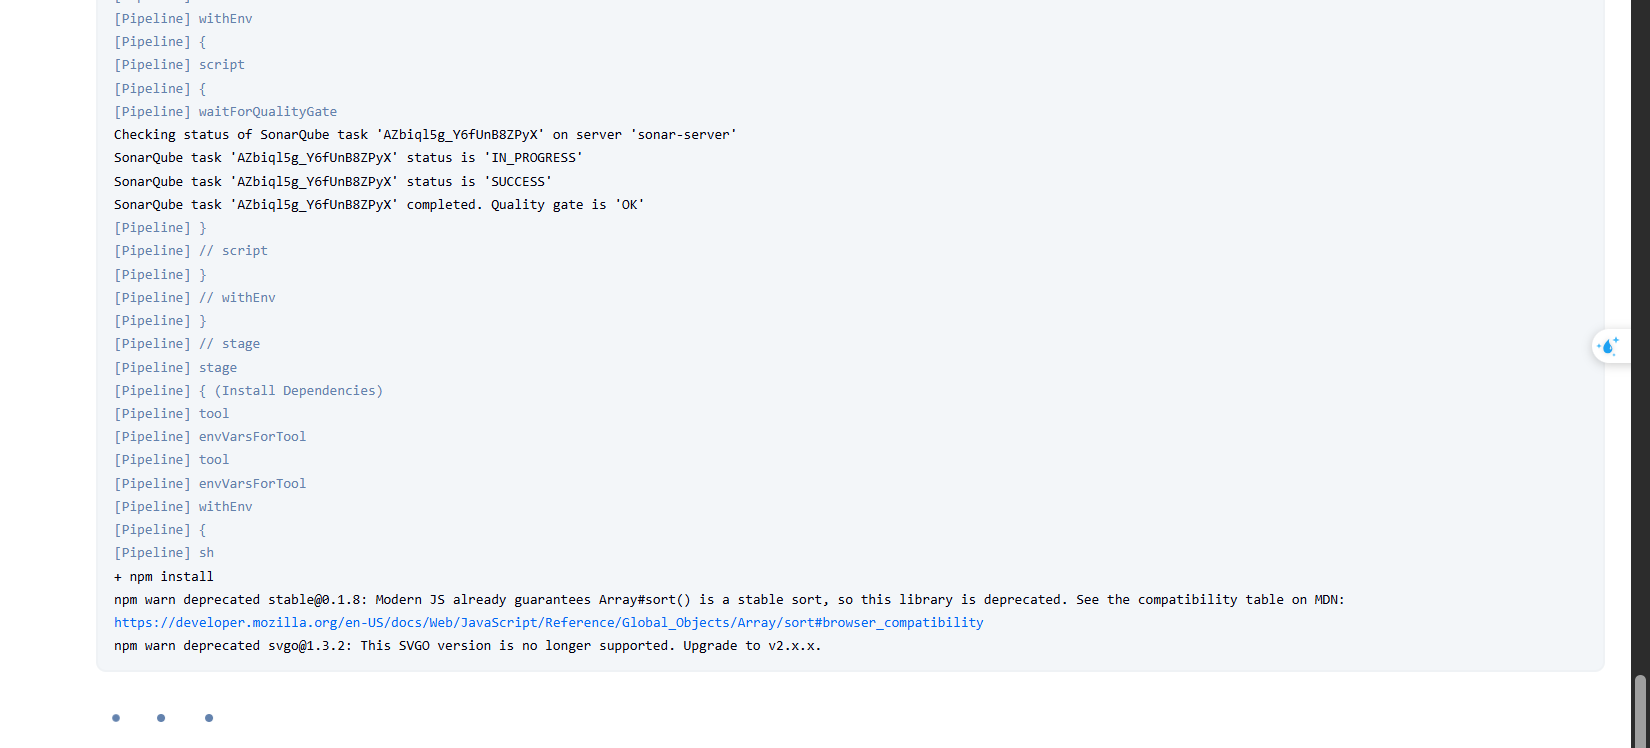 [Pipeline] withEnv
[Pipeline] {
[Pipeline] script
[Pipeline] {
[Pipeline] waitForQualityGate
Checking status of SonarQube task 'AZbiql5g_Y6fUnB8ZPyX' on server 'sonar-server'
SonarQube task 'AZbiql5g_Y6fUnB8ZPyX' status is 'IN_PROGRESS'
SonarQube task 'AZbiql5g_Y6fUnB8ZPyX' status is 'SUCCESS'
SonarQube task 'AZbiql5g_Y6fUnB8ZPyX' completed. Quality gate is 'OK'
[Pipeline] }
[Pipeline] // script
[Pipeline] }
[Pipeline] // withEnv
[Pipeline] }
[Pipeline] // stage
[Pipeline] stage
[Pipeline] { (Install Dependencies)
[Pipeline] tool
[Pipeline] envVarsForTool
[Pipeline] tool
[Pipeline] envVarsForTool
[Pipeline] withEnv
[Pipeline] {
[Pipeline] sh
+ npm install
npm warn deprecated stable@0.1.8: Modern JS already guarantees Array#sort() is a stable sort, so this library is deprecated. See the compatibility table on MDN:
https://developer.mozilla.org/en-US/docs/Web/JavaScript/Reference/Global_Objects/Array/sort#browser_compatibility
npm warn deprecated svgo@1.3.2: This SVGO version is no longer supported. Upgrade to v2.x.x.